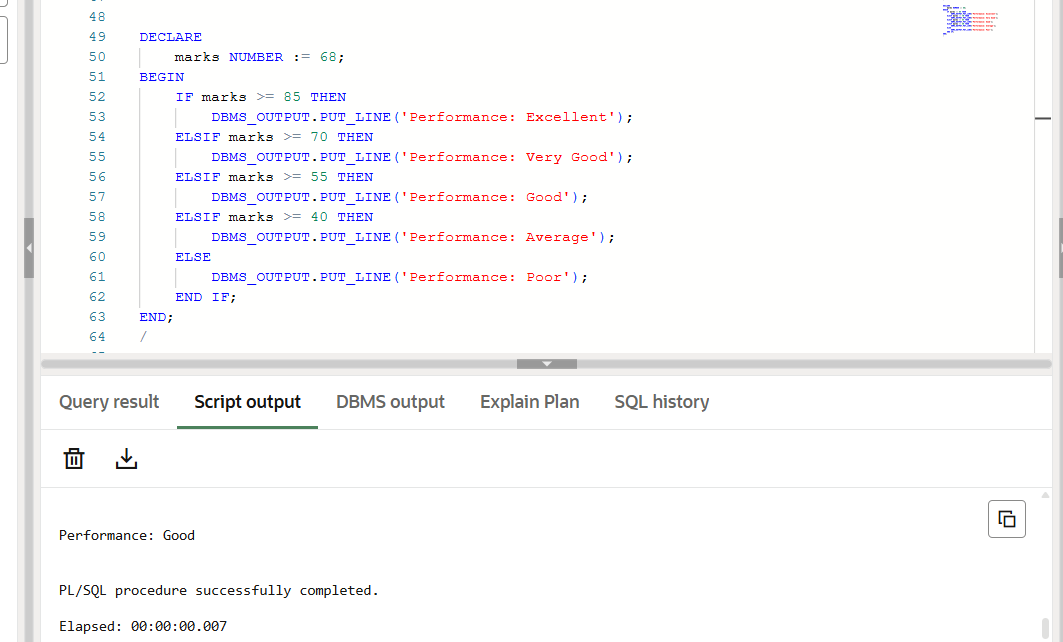 48
49 DECLARE
50 marks NUMBER := 68;
51 BEGIN
52 IF marks >= 85 THEN
53 DBMS_OUTPUT.PUT_LINE('Performance: Excellent');
54 ELSIF marks >= 70 THEN
55 DBMS_OUTPUT.PUT_LINE('Performance: Very Good');
56 ELSIF marks >= 55 THEN
57 DBMS_OUTPUT.PUT_LINE('Performance: Good');
58 ELSIF marks >= 40 THEN
59 DBMS_OUTPUT.PUT_LINE('Performance: Average');
60 ELSE
61 DBMS_OUTPUT.PUT_LINE('Performance: Poor');
62 END IF;
63 END;
64 /
Query result Script output DBMS output Explain Plan SQL history
Performance: Good
PL/SQL procedure successfully completed.
Elapsed: 00:00:00.007